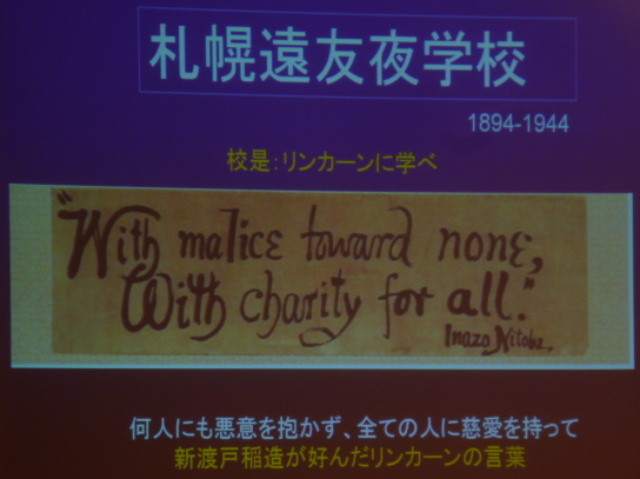 札幌遠友夜学校
1894-1944
校是：リンカーンに学べ
"With malice toward none,
With charity for all."
Inazo Nitobe.
何人にも悪意を抱かず、全ての人に慈愛を持って
新渡戸稲造が好んだリンカーンの言葉